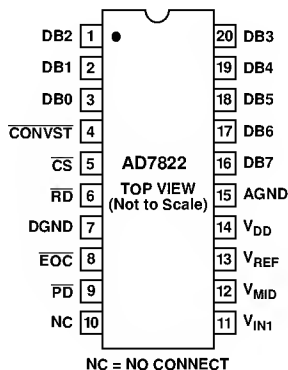 DB2 1 20 DB3
DB1 2 19 DB4
DB0 3 18 DB5
CONVST 4 17 DB6
CS 5 AD7822 16 DB7
RD 6 TOP VIEW 15 AGND
DGND 7 (Not to Scale) 14 VDD
EOC 8 13 VREF
PD 9 12 VMID
NC 10 11 VIN1
NC = NO CONNECT